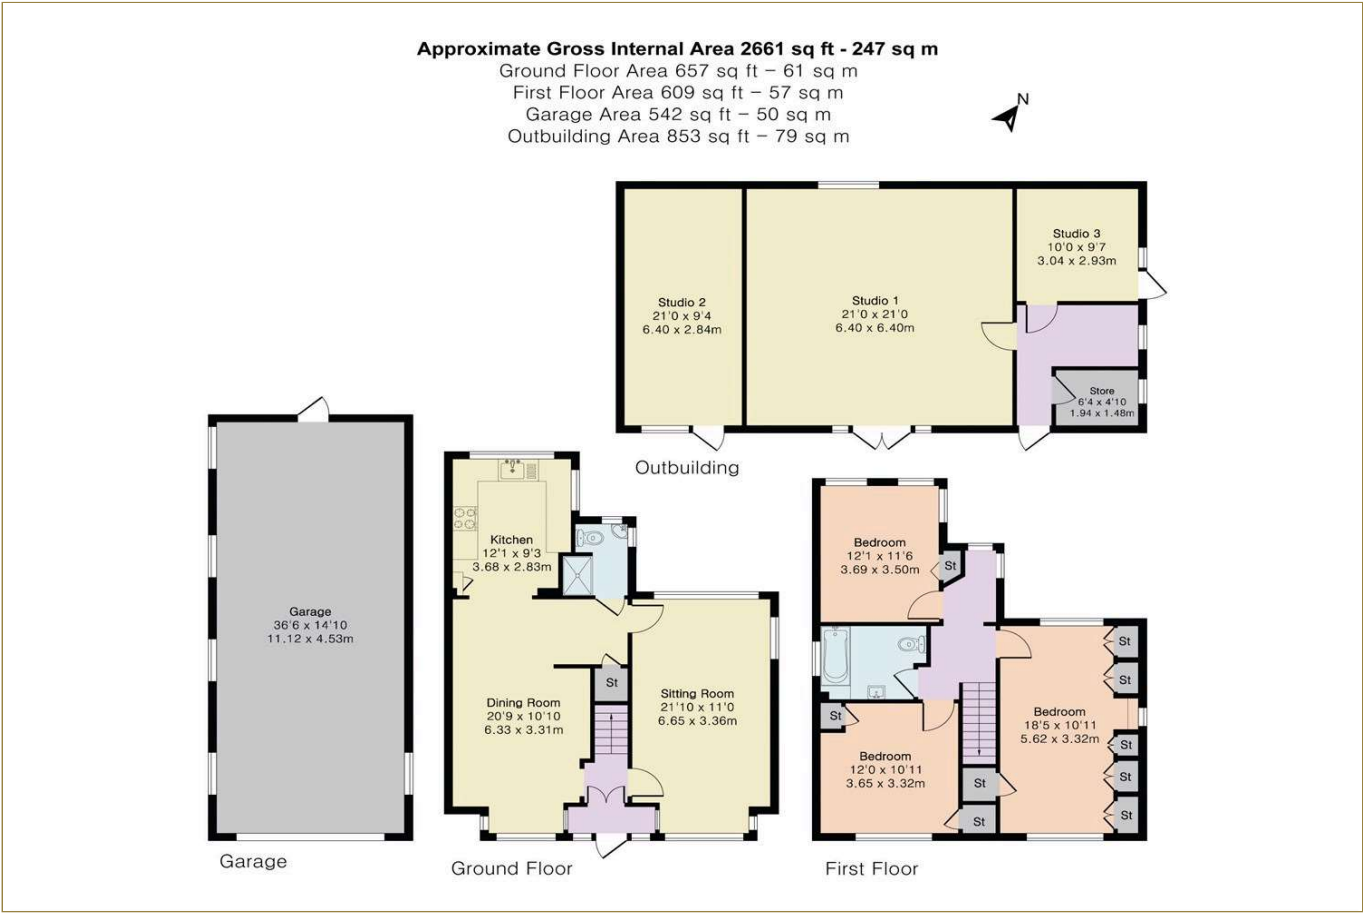 Approximate Gross Internal Area 2661 sq ft - 247 sq m
Ground Floor Area 657 sq ft – 61 sq m
First Floor Area 609 sq ft – 57 sq m
Garage Area 542 sq ft – 50 sq m
Outbuilding Area 853 sq ft – 79 sq m
N
Studio 2
21'0 x 9'4
6.40 x 2.84m
Studio 1
21'0 x 21'0
6.40 x 6.40m
Studio 3
10'0 x 9'7
3.04 x 2.93m
Store
6'4 x 4'10
1.94 x 1.48m
Outbuilding
Garage
36'6 x 14'10
11.12 x 4.53m
Garage
Kitchen
12'1 x 9'3
3.68 x 2.83m
St
Dining Room
20'9 x 10'10
6.33 x 3.31m
Sitting Room
21'10 x 11'0
6.65 x 3.36m
Ground Floor
Bedroom
12'1 x 11'6
3.69 x 3.50m
St
St
St
Bedroom
18'5 x 10'11
5.62 x 3.32m
St
St
St
St
Bedroom
12'0 x 10'11
3.65 x 3.32m
St
St
First Floor